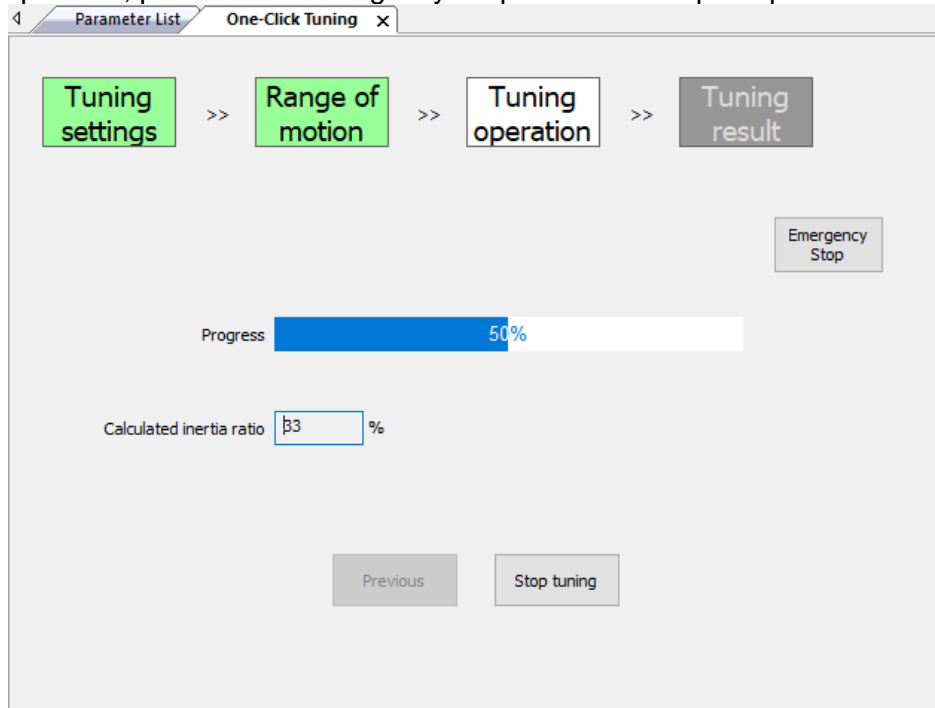 Parameter List
One-Click Tuning x
Tuning settings >> Range of motion >> Tuning operation >> Tuning result
Emergency
Stop
Progress 50%
Calculated inertia ratio 33 %
Previous Stop tuning